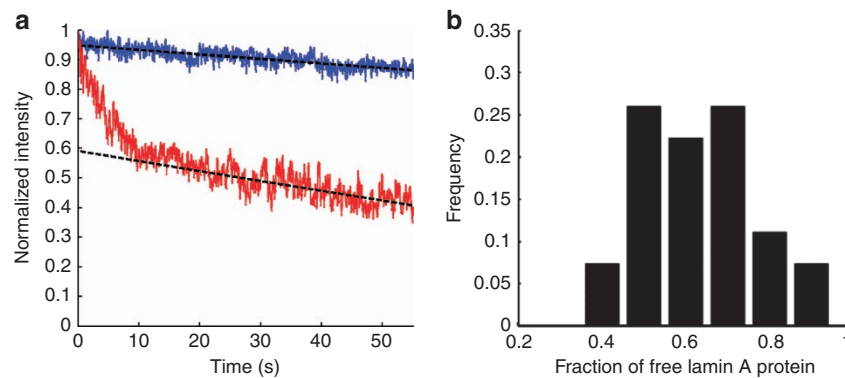 a
Normalized intensity
1
0.9
0.8
0.7
0.6
0.5
0.4
0.3
0.2
0.1
0
0 10 20 30 40 50
Time (s)
b
Frequency
0.35
0.3
0.25
0.2
0.15
0.1
0.05
0
0.2 0.4 0.6 0.8
Fraction of free lamin A protein